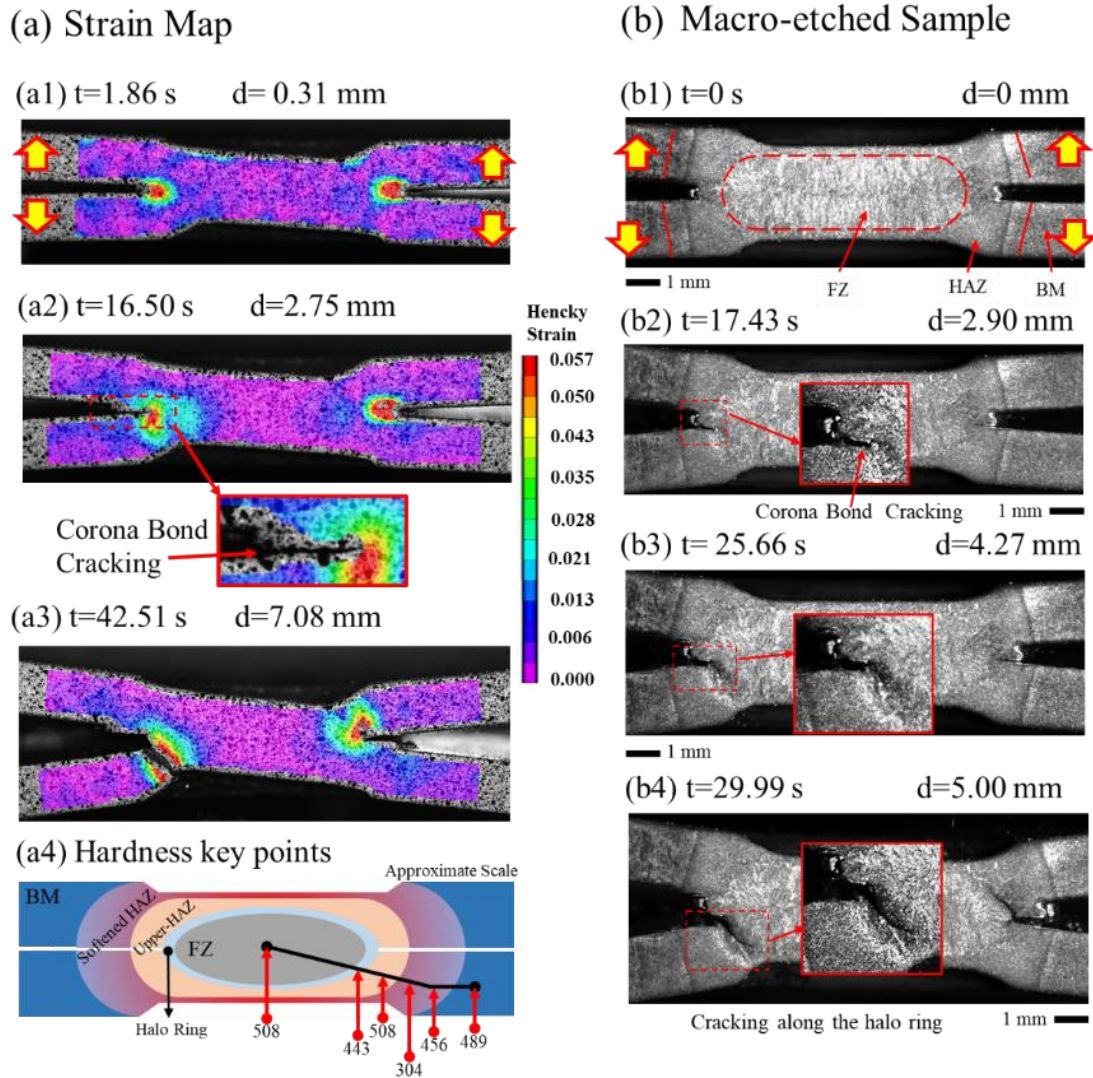 (a) Strain Map
(a1) t=1.86 s d= 0.31 mm
(a2) t=16.50 s d=2.75 mm
Corona Bond
Cracking
(a3) t=42.51 s d=7.08 mm
(a4) Hardness key points
Approximate Scale
BM
Softened HAZ
Upper-HAZ
FZ
Halo Ring
508
443
508
304
456
489
Hencky
Strain
0.057
0.050
0.043
0.035
0.028
0.021
0.013
0.006
0.000
(b) Macro-etched Sample
(b1) t=0 s d=0 mm
1 mm
FZ
HAZ
BM
(b2) t=17.43 s d=2.90 mm
Corona Bond Cracking
1 mm
(b3) t= 25.66 s d=4.27 mm
1 mm
(b4) t=29.99 s d=5.00 mm
Cracking along the halo ring
1 mm